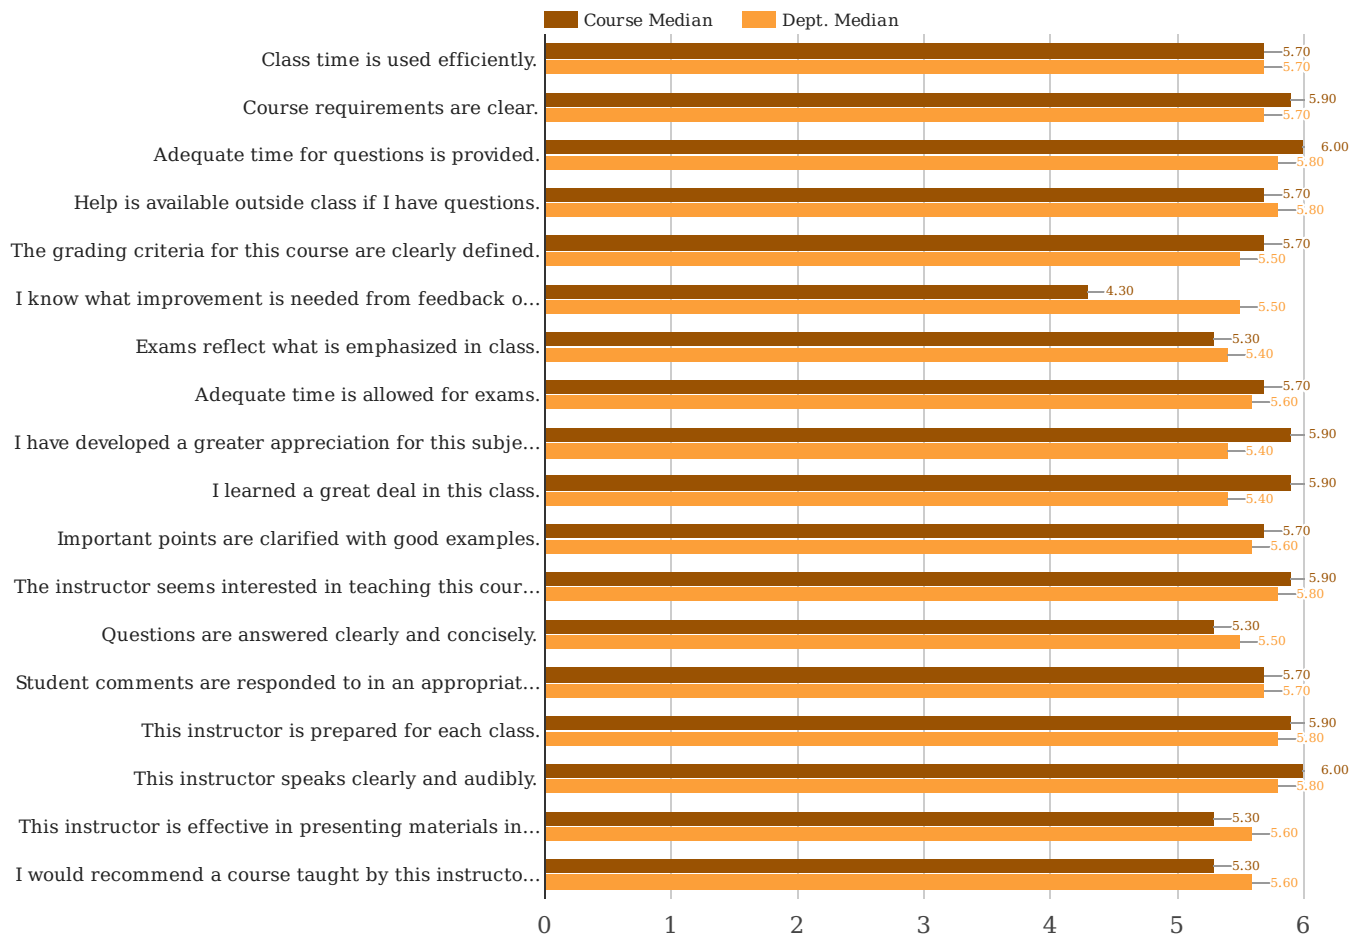 Course Median Dept. Median
Class time is used efficiently. 5.70
5.70
Course requirements are clear. 5.90
5.70
Adequate time for questions is provided. 6.00
5.80
Help is available outside class if I have questions. 5.70
5.80
The grading criteria for this course are clearly defined. 5.70
5.50
I know what improvement is needed from feedback o... 4.30
5.50
Exams reflect what is emphasized in class. 5.30
5.40
Adequate time is allowed for exams. 5.70
5.60
I have developed a greater appreciation for this subje... 5.90
5.40
I learned a great deal in this class. 5.90
5.40
Important points are clarified with good examples. 5.70
5.60
The instructor seems interested in teaching this cour... 5.90
5.80
Questions are answered clearly and concisely. 5.30
5.50
Student comments are responded to in an appropriat... 5.70
5.70
This instructor is prepared for each class. 5.90
5.80
This instructor speaks clearly and audibly. 6.00
5.80
This instructor is effective in presenting materials in... 5.30
5.60
I would recommend a course taught by this instructo... 5.30
5.60
0 1 2 3 4 5 6